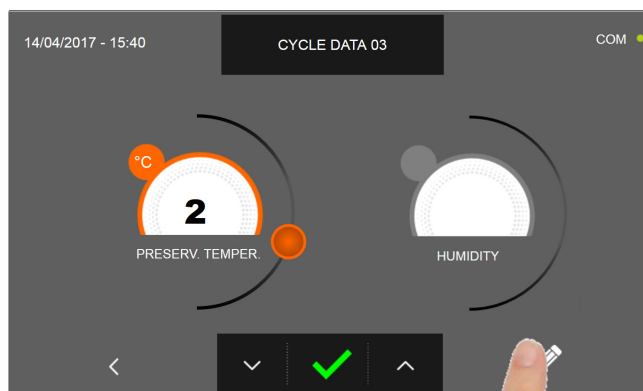 14/04/2017 - 15:40
CYCLE DATA 03
COM
°C
2
PRESERV. TEMPER.
HUMIDITY